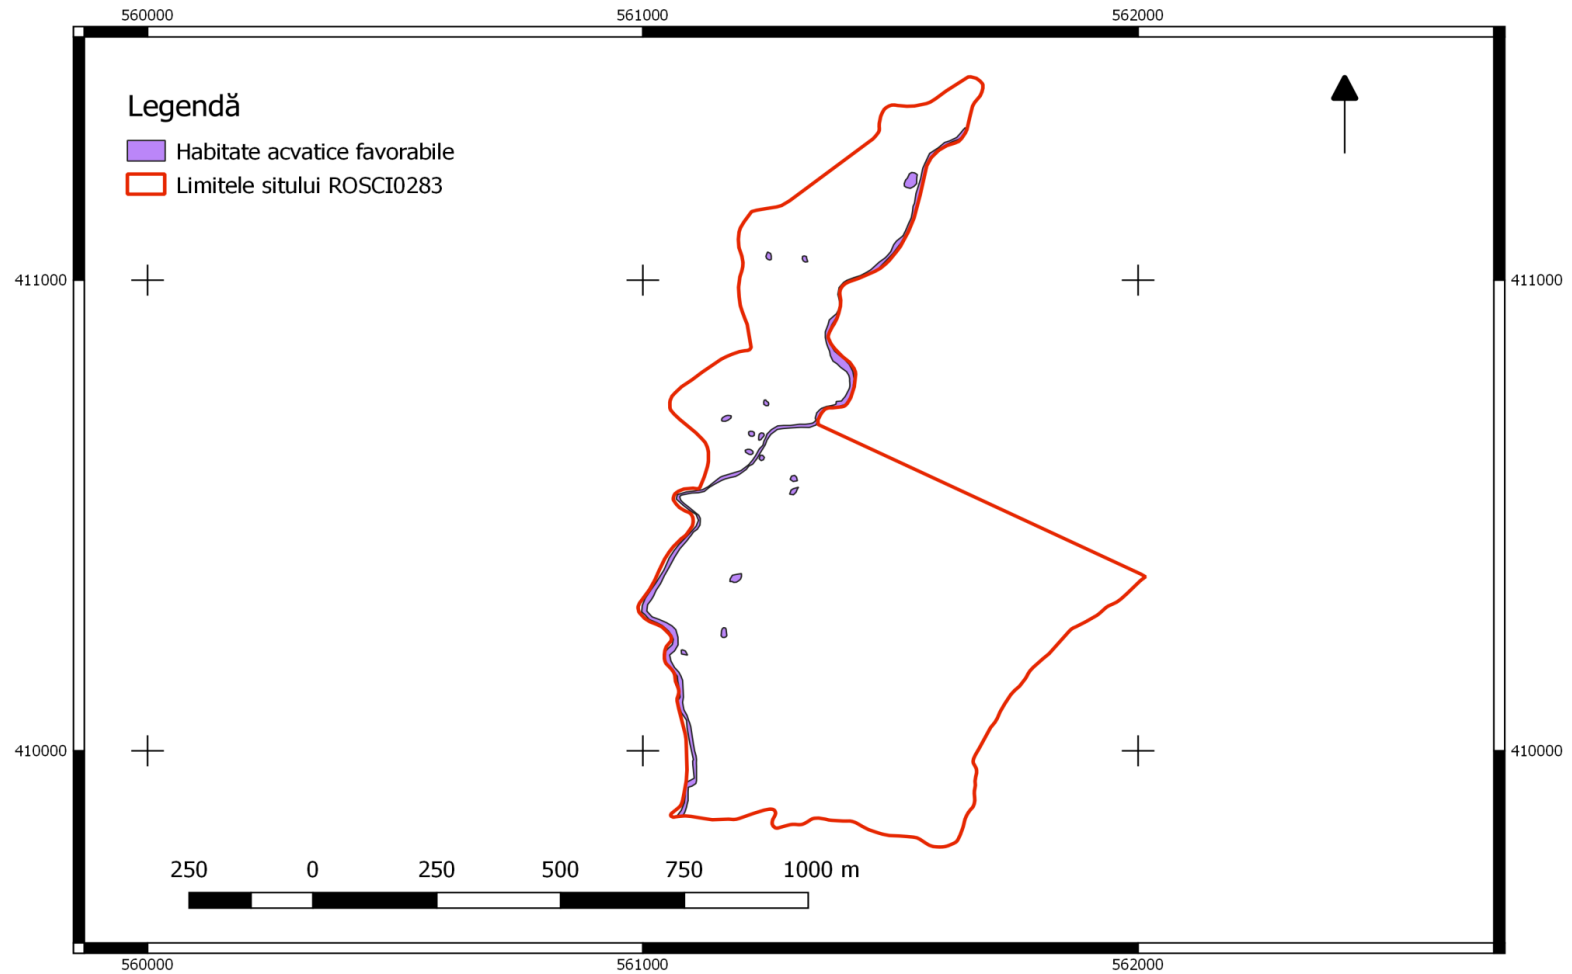 560000 561000 562000
Legendă
Habitate acvatice favorabile
Limitele sitului ROSCI0283
411000 411000
410000 410000
250 0 250 500 750 1000 m
560000 561000 562000